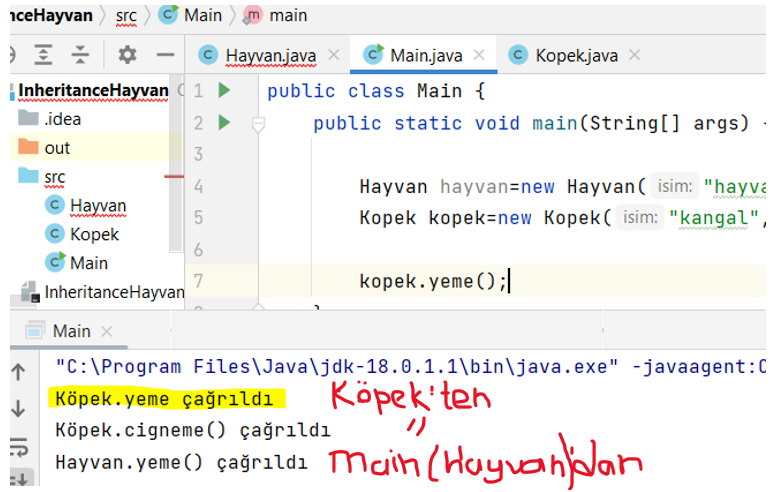 nceHayvan src Main main
Hayvan.java Main.java Kopek.java
InheritanceHayvan
.idea
out
src
Hayvan
Kopek
Main
InheritanceHayvan
1 public class Main {
2 public static void main(String[] args)
3
4 Hayvan hayvan=new Hayvan( isim: "hayva
5 Kopek kopek=new Kopek( isim: "kangal",
6
7 kopek.yeme();
Main
"C:\Program Files\Java\jdk-18.0.1.1\bin\java.exe" -javaagent:C
Köpek.yeme çağrıldı Köpek'ten
Köpek.cigneme() çağrıldı "
Hayvan.yeme() çağrıldı Main(Hayvan)'dan